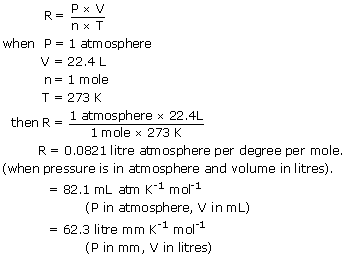 R = P × V / n × T
when P = 1 atmosphere
V = 22.4 L
n = 1 mole
T = 273 K
then R = 1 atmosphere × 22.4L / 1 mole × 273 K
R = 0.0821 litre atmosphere per degree per mole.
(when pressure is in atmosphere and volume in litres).
= 82.1 mL atm K⁻¹ mol⁻¹
(P in atmosphere, V in mL)
= 62.3 litre mm K⁻¹ mol⁻¹
(P in mm, V in litres)